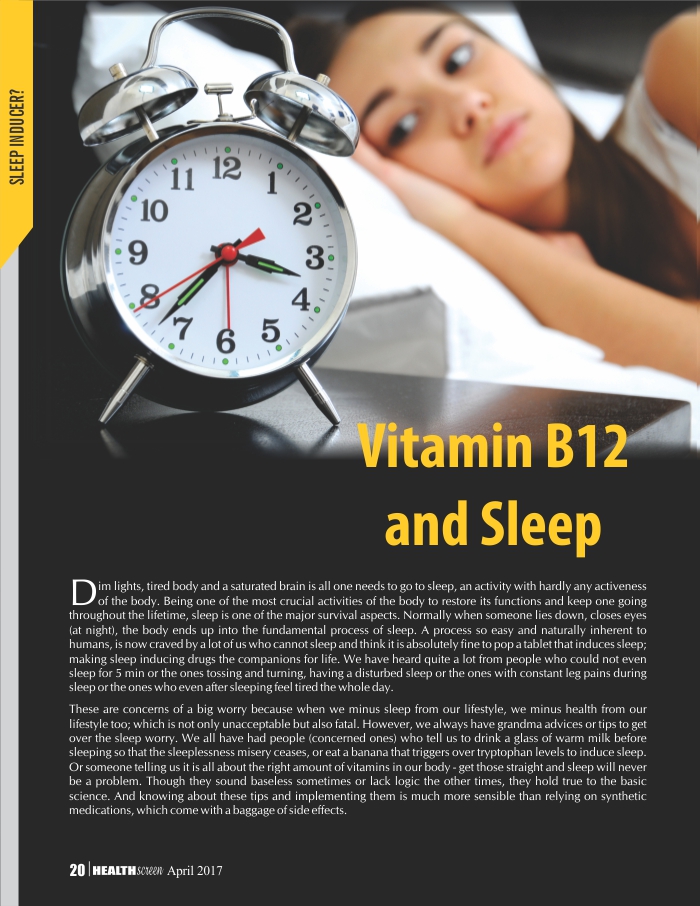 SLEEP INDUCER?
12
1
2
3
4
5
6
7
8
9
10
11
Vitamin B12
and Sleep
Dim lights, tired body and a saturated brain is all one needs to go to sleep, an activity with hardly any activeness
of the body. Being one of the most crucial activities of the body to restore its functions and keep one going
throughout the lifetime, sleep is one of the major survival aspects. Normally when someone lies down, closes eyes
(at night), the body ends up into the fundamental process of sleep. A process so easy and naturally inherent to
humans, is now craved by a lot of us who cannot sleep and think it is absolutely fine to pop a tablet that induces sleep;
making sleep inducing drugs the companions for life. We have heard quite a lot from people who could not even
sleep for 5 min or the ones tossing and turning, having a disturbed sleep or the ones with constant leg pains during
sleep or the ones who even after sleeping feel tired the whole day.
These are concerns of a big worry because when we minus sleep from our lifestyle, we minus health from our
lifestyle too; which is not only unacceptable but also fatal. However, we always have grandma advices or tips to get
over the sleep worry. We all have had people (concerned ones) who tell us to drink a glass of warm milk before
sleeping so that the sleeplessness misery ceases, or eat a banana that triggers over tryptophan levels to induce sleep.
Or someone telling us it is all about the right amount of vitamins in our body - get those straight and sleep will never
be a problem. Though they sound baseless sometimes or lack logic the other times, they hold true to the basic
science. And knowing about these tips and implementing them is much more sensible than relying on synthetic
medications, which come with a baggage of side effects.
20 | HEALTHscreen April 2017